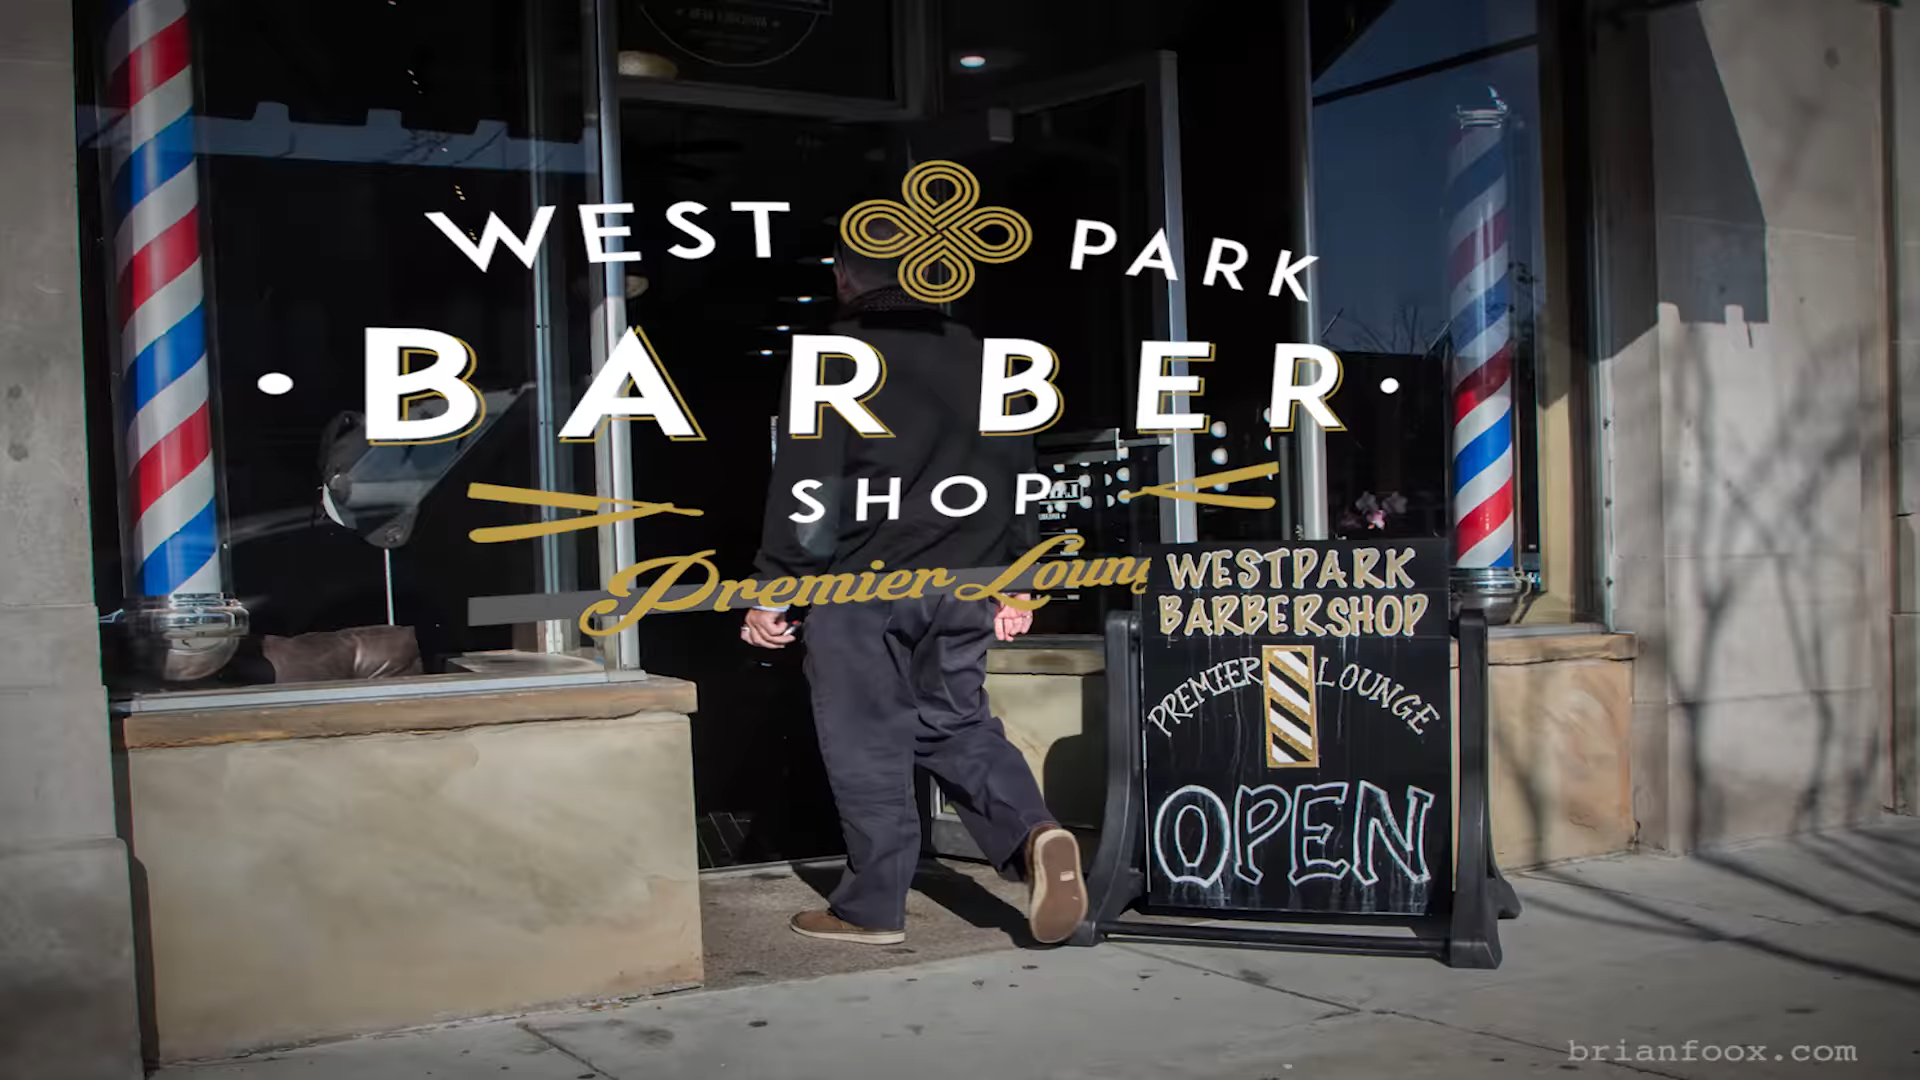 WEST PARK
BARBER
SHOP
Premier Loung
WESTPARK
BARBERSHOP
PREMIER LOUNGE
OPEN
brianfoox.com